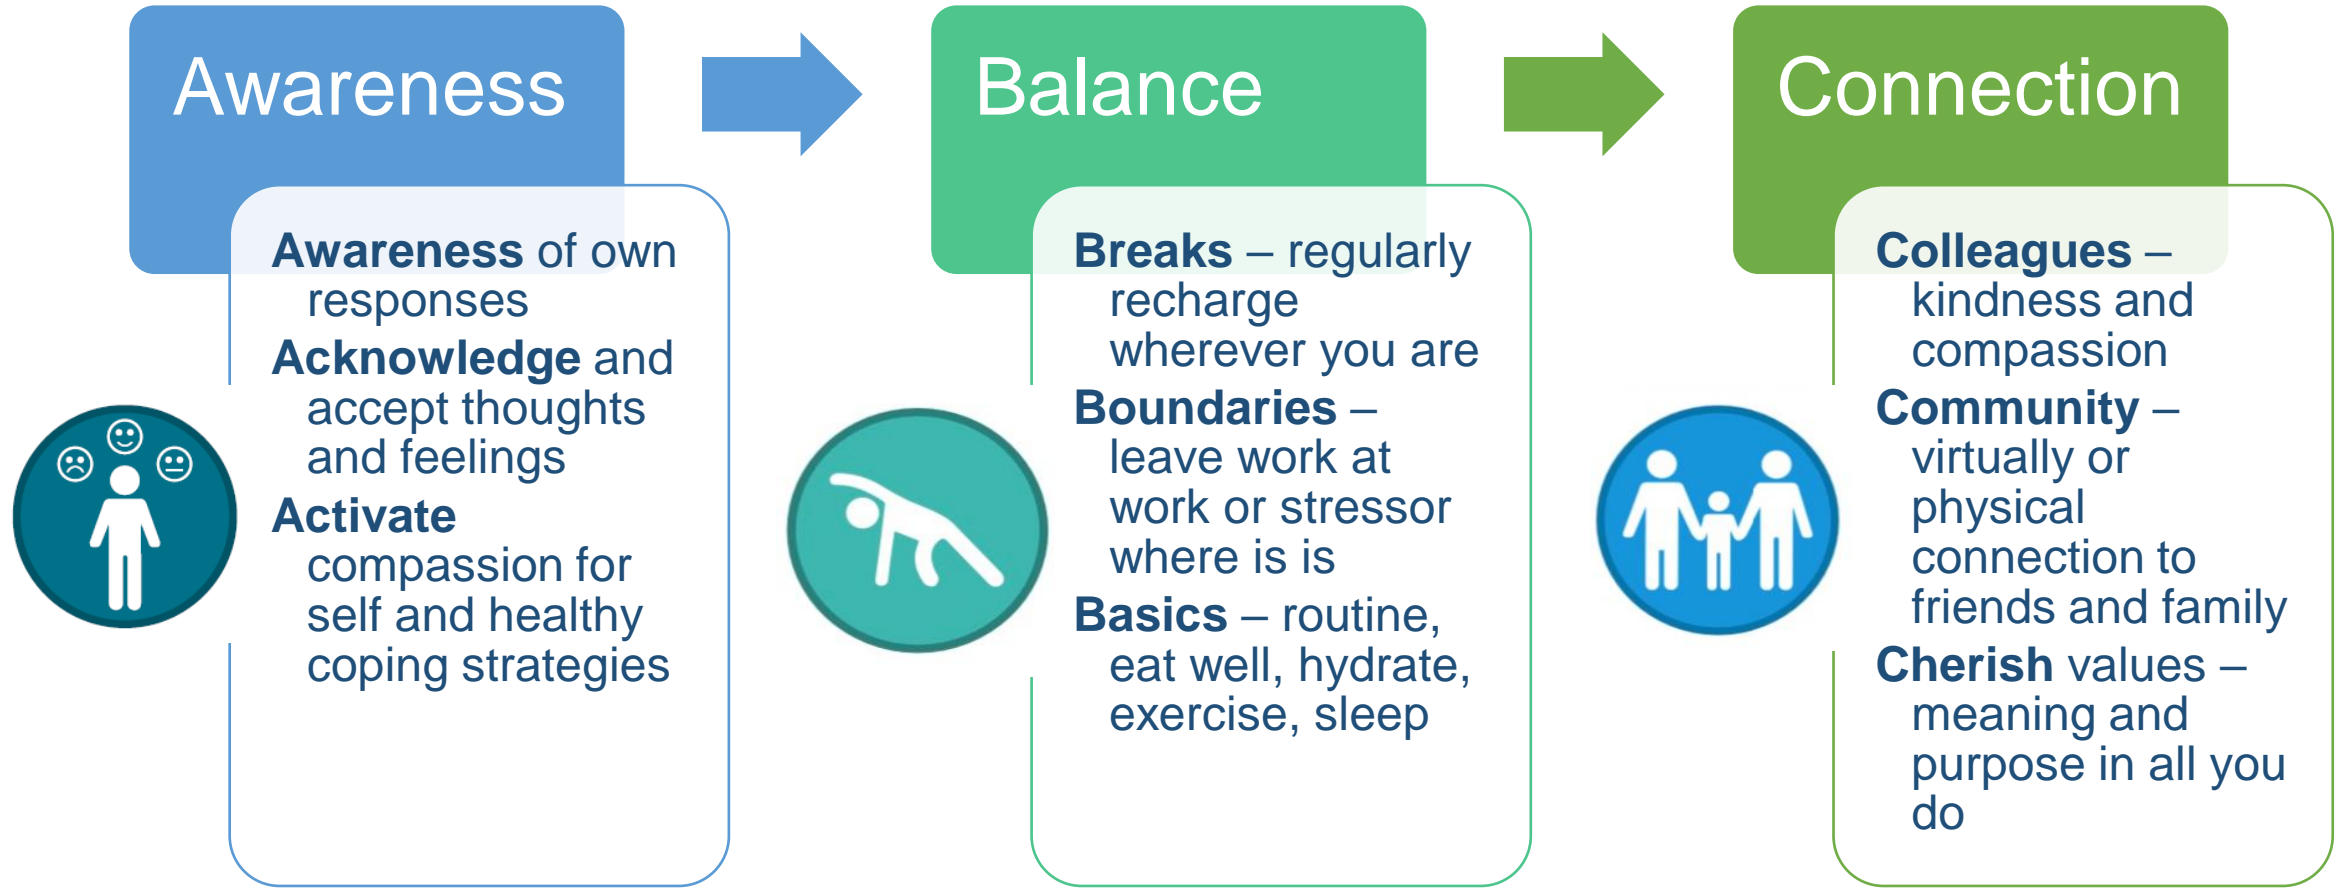 Awareness
Awareness of own
responses
Acknowledge and
accept thoughts
and feelings
Activate
compassion for
self and healthy
coping strategies
Balance
Breaks – regularly
recharge
wherever you are
Boundaries –
leave work at
work or stressor
where is is
Basics – routine,
eat well, hydrate,
exercise, sleep
Connection
Colleagues –
kindness and
compassion
Community –
virtually or
physical
connection to
friends and family
Cherish values –
meaning and
purpose in all you
do